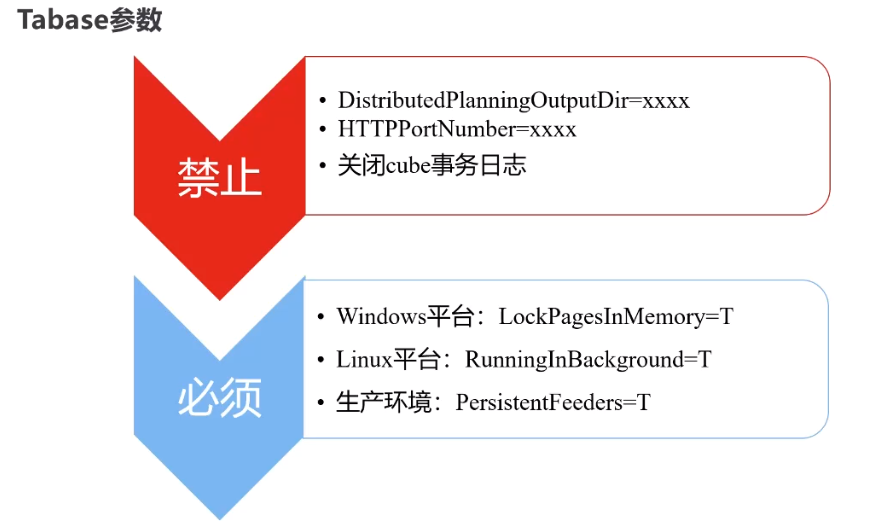 Tabase参数
禁止
• DistributedPlanningOutputDir=xxxx
• HTTPPortNumber=xxxx
• 关闭cube事务日志
必须
• Windows平台：LockPagesInMemory=T
• Linux平台：RunningInBackground=T
• 生产环境：PersistentFeeders=T